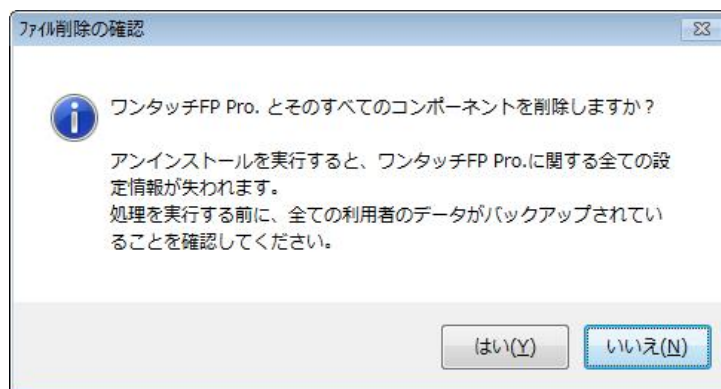 ﾌｧｲﾙ削除の確認
ワンタッチFP Pro. とそのすべてのコンポーネントを削除しますか？
アンインストールを実行すると、ワンタッチFP Pro.に関する全ての設
定情報が失われます。
処理を実行する前に、全ての利用者のデータがバックアップされてい
ることを確認してください。
はい(Y)
いいえ(N)